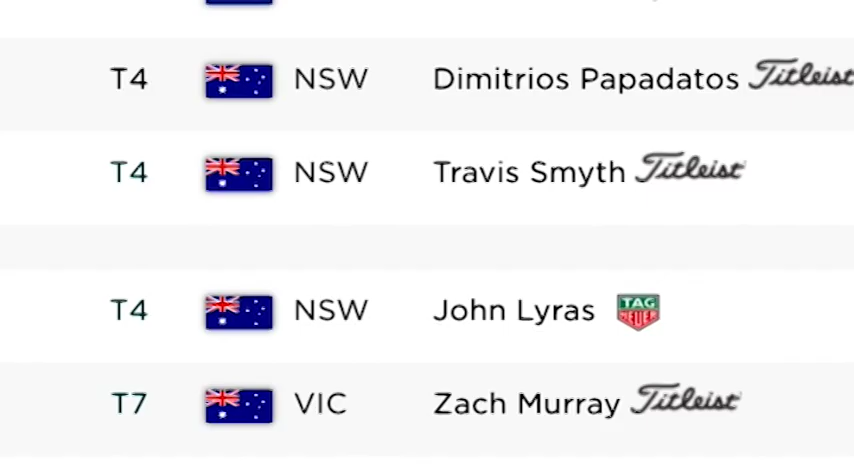 T4 NSW Dimitrios Papadatos Titleist
T4 NSW Travis Smyth Titleist
T4 NSW John Lyras TAG HEUER
T7 VIC Zach Murray Titleist